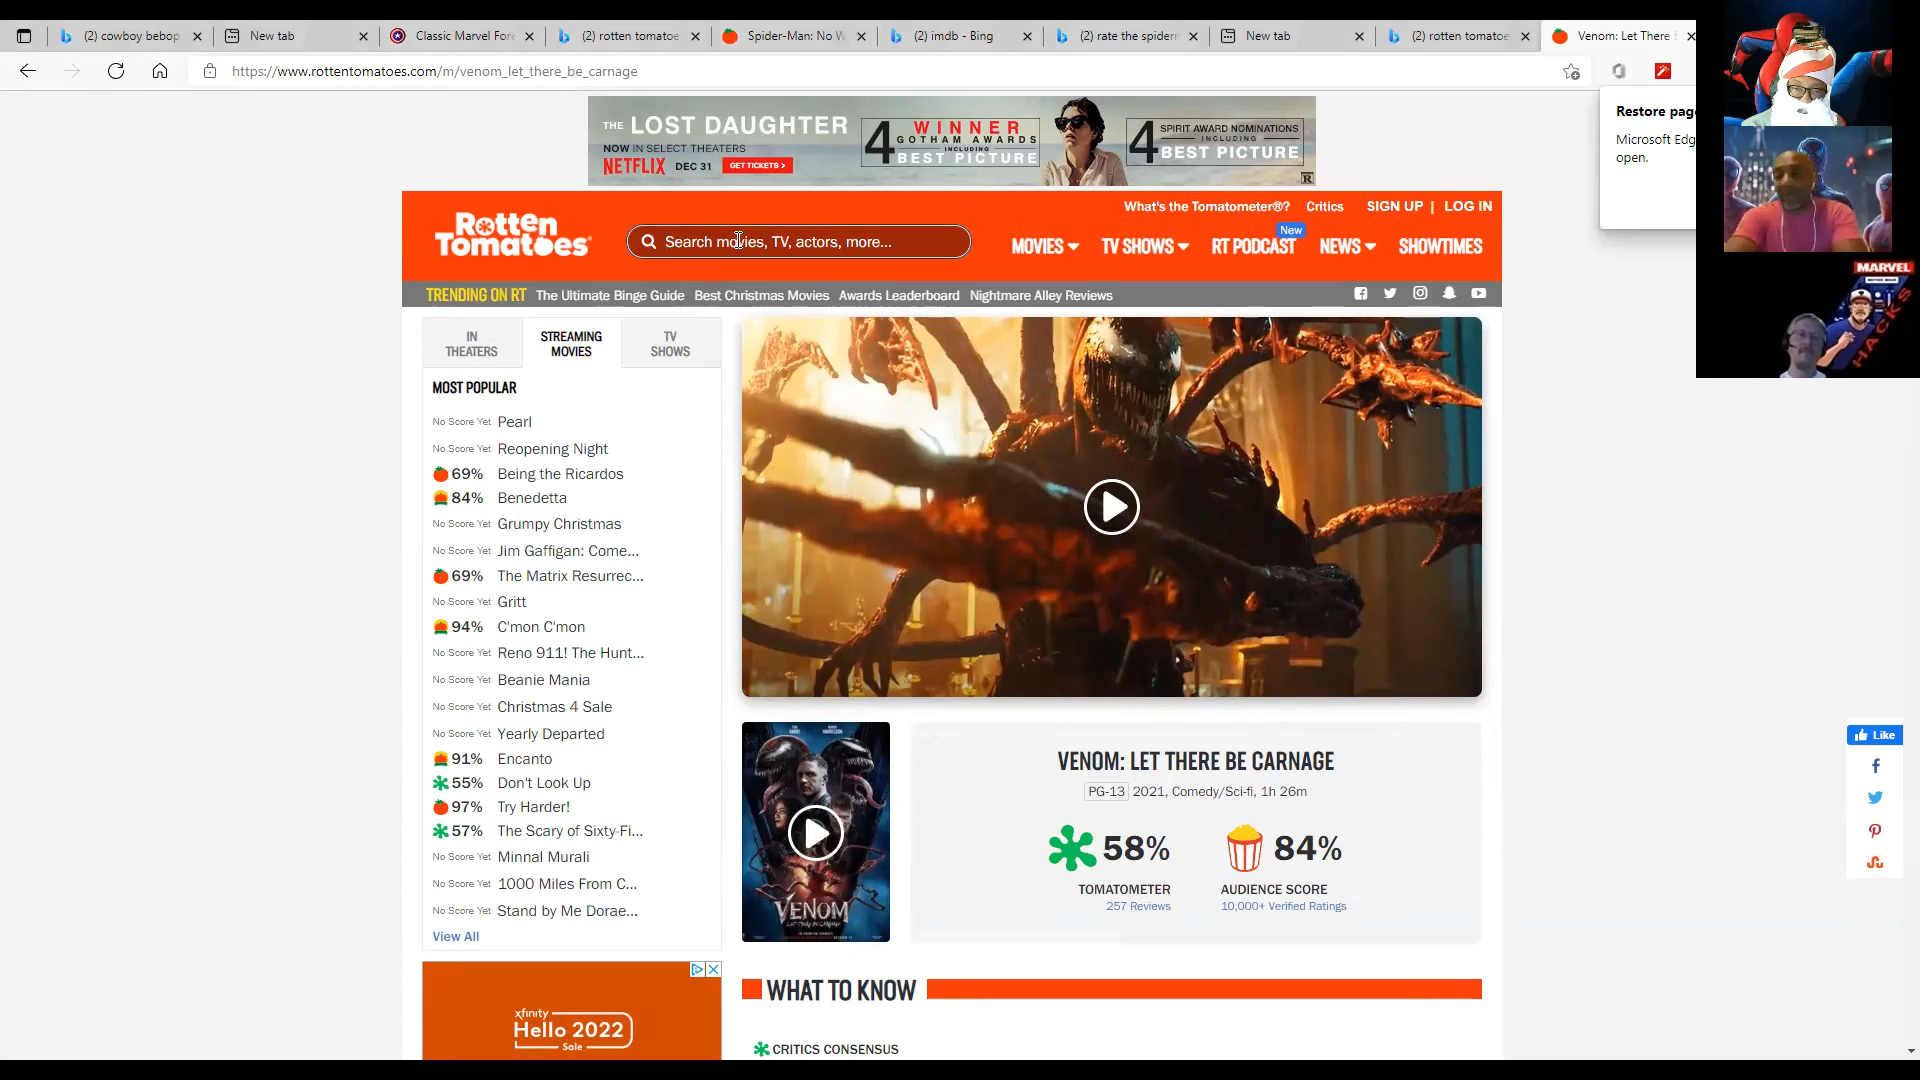 (2) cowboy bebop
New tab
Classic Marvel Fore
(2) rotten tomatoe
Spider-Man: No W
(2) imdb - Bing
(2) rate the spiderm
New tab
(2) rotten tomatoe
Venom: Let There B
https://www.rottentomatoes.com/m/venom_let_there_be_carnage
Restore pag
Microsoft Edg
open.
MARVEL
HACKS
THE LOST DAUGHTER
NOW IN SELECT THEATERS
NETFLIX DEC 31 GET TICKETS >
4 WINNER
GOTHAM AWARDS
INCLUDING
BEST PICTURE
4 SPIRIT AWARD NOMINATIONS
INCLUDING
BEST PICTURE
R
What's the Tomatometer®? Critics SIGN UP | LOG IN
Rotten
Tomatoes
Search movies, TV, actors, more...
New
MOVIES TV SHOWS RT PODCAST NEWS SHOWTIMES
TRENDING ON RT The Ultimate Binge Guide Best Christmas Movies Awards Leaderboard Nightmare Alley Reviews
IN THEATERS
STREAMING MOVIES
TV SHOWS
MOST POPULAR
No Score Yet Pearl
No Score Yet Reopening Night
69% Being the Ricardos
84% Benedetta
No Score Yet Grumpy Christmas
No Score Yet Jim Gaffigan: Come...
69% The Matrix Resurrec...
No Score Yet Gritt
94% C'mon C'mon
No Score Yet Reno 911! The Hunt...
No Score Yet Beanie Mania
No Score Yet Christmas 4 Sale
No Score Yet Yearly Departed
91% Encanto
55% Don't Look Up
97% Try Harder!
57% The Scary of Sixty-Fi...
No Score Yet Minnal Murali
No Score Yet 1000 Miles From C...
No Score Yet Stand by Me Dorae...
View All
VENOM
LET THERE BE CARNAGE
VENOM: LET THERE BE CARNAGE
PG-13 2021, Comedy/Sci-fi, 1h 26m
58%
TOMATOMETER
257 Reviews
84%
AUDIENCE SCORE
10,000+ Verified Ratings
Like
xfinity
Hello 2022
Sale
WHAT TO KNOW
CRITICS CONSENSUS